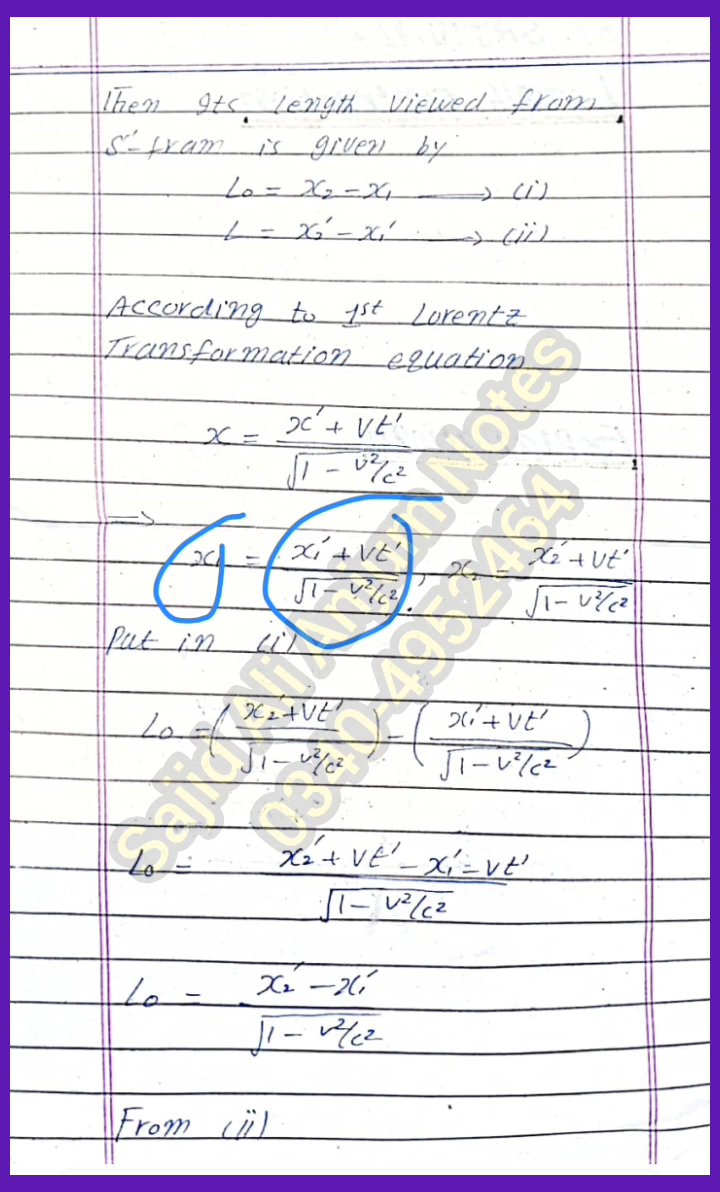 Then Its length viewed from
S'-fram is given by
L₀ = x₂ - x₁ ⟶ (i)
L = x₂' - x₁' ⟶ (ii)
According to 1st Lorentz
Transformation equation
x = (x' + Vt') / √(1 - v²/c²)
⇒
x₁ = (x₁' + Vt') / √(1 - v²/c²), x₂ = (x₂' + Vt') / √(1 - v²/c²)
Put in (i)
L₀ = ((x₂' + Vt') / √(1 - v²/c²)) - ((x₁' + Vt') / √(1 - v²/c²))
L₀ = (x₂' + Vt' - x₁' - Vt') / √(1 - v²/c²)
L₀ = (x₂' - x₁') / √(1 - v²/c²)
From (ii)
Sajid Ali Anjum Notes
0340-4952464